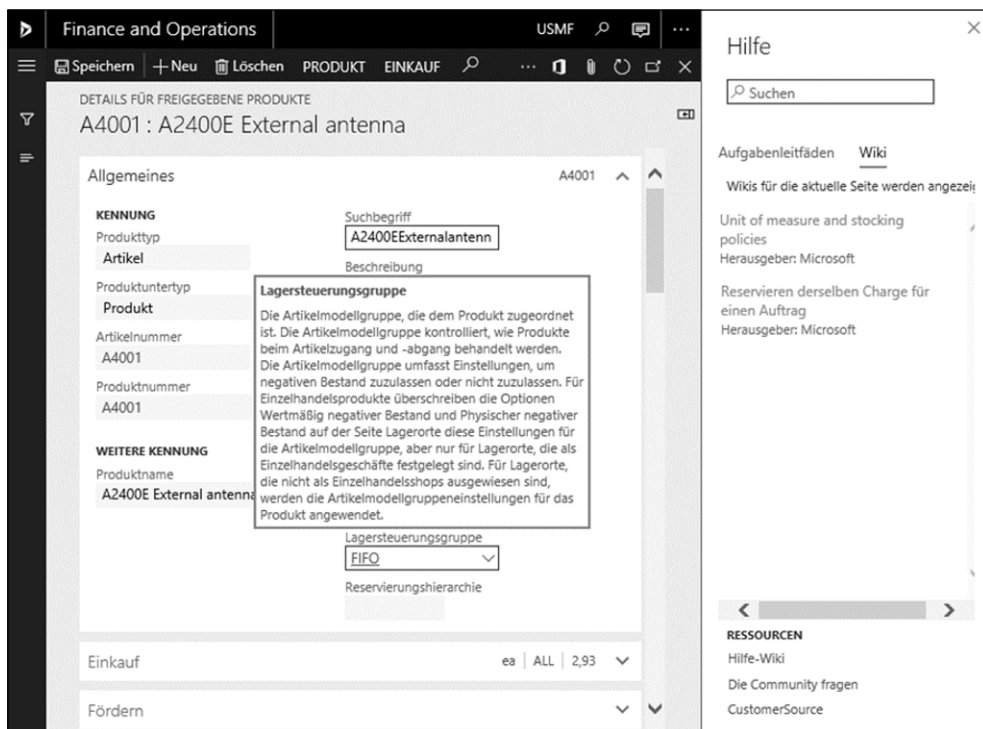 Finance and Operations
USMF
Speichern
Neu
Löschen
PRODUKT
EINKAUF
DETAILS FÜR FREIGEGEBENE PRODUKTE
A4001 : A2400E External antenna
Allgemeines
A4001
KENNUNG
Produkttyp
Artikel
Produktuntertyp
Produkt
Artikelnummer
A4001
Produktnummer
A4001
WEITERE KENNUNG
Produktname
A2400E External antenna
Suchbegriff
A2400EExternalantenn
Beschreibung
Lagersteuerungsgruppe
Die Artikelmodellgruppe, die dem Produkt zugeordnet
ist. Die Artikelmodellgruppe kontrolliert, wie Produkte
beim Artikelzugang und -abgang behandelt werden.
Die Artikelmodellgruppe umfasst Einstellungen, um
negativen Bestand zuzulassen oder nicht zuzulassen. Für
Einzelhandelsprodukte überschreiben die Optionen
Wertmäßig negativer Bestand und Physischer negativer
Bestand auf der Seite Lagerorte diese Einstellungen für
die Artikelmodellgruppe, aber nur für Lagerorte, die als
Einzelhandelsgeschäfte festgelegt sind. Für Lagerorte,
die nicht als Einzelhandelsshops ausgewiesen sind,
werden die Artikelmodellgruppeneinstellungen für das
Produkt angewendet.
Lagersteuerungsgruppe
FIFO
Reservierungshierarchie
Einkauf
ea | ALL | 2,93
Fördern
Hilfe
Suchen
Aufgabenleitfäden
Wiki
Wikis für die aktuelle Seite werden angezei
Unit of measure and stocking
policies
Herausgeber: Microsoft
Reservieren derselben Charge für
einen Auftrag
Herausgeber: Microsoft
RESSOURCEN
Hilfe-Wiki
Die Community fragen
CustomerSource